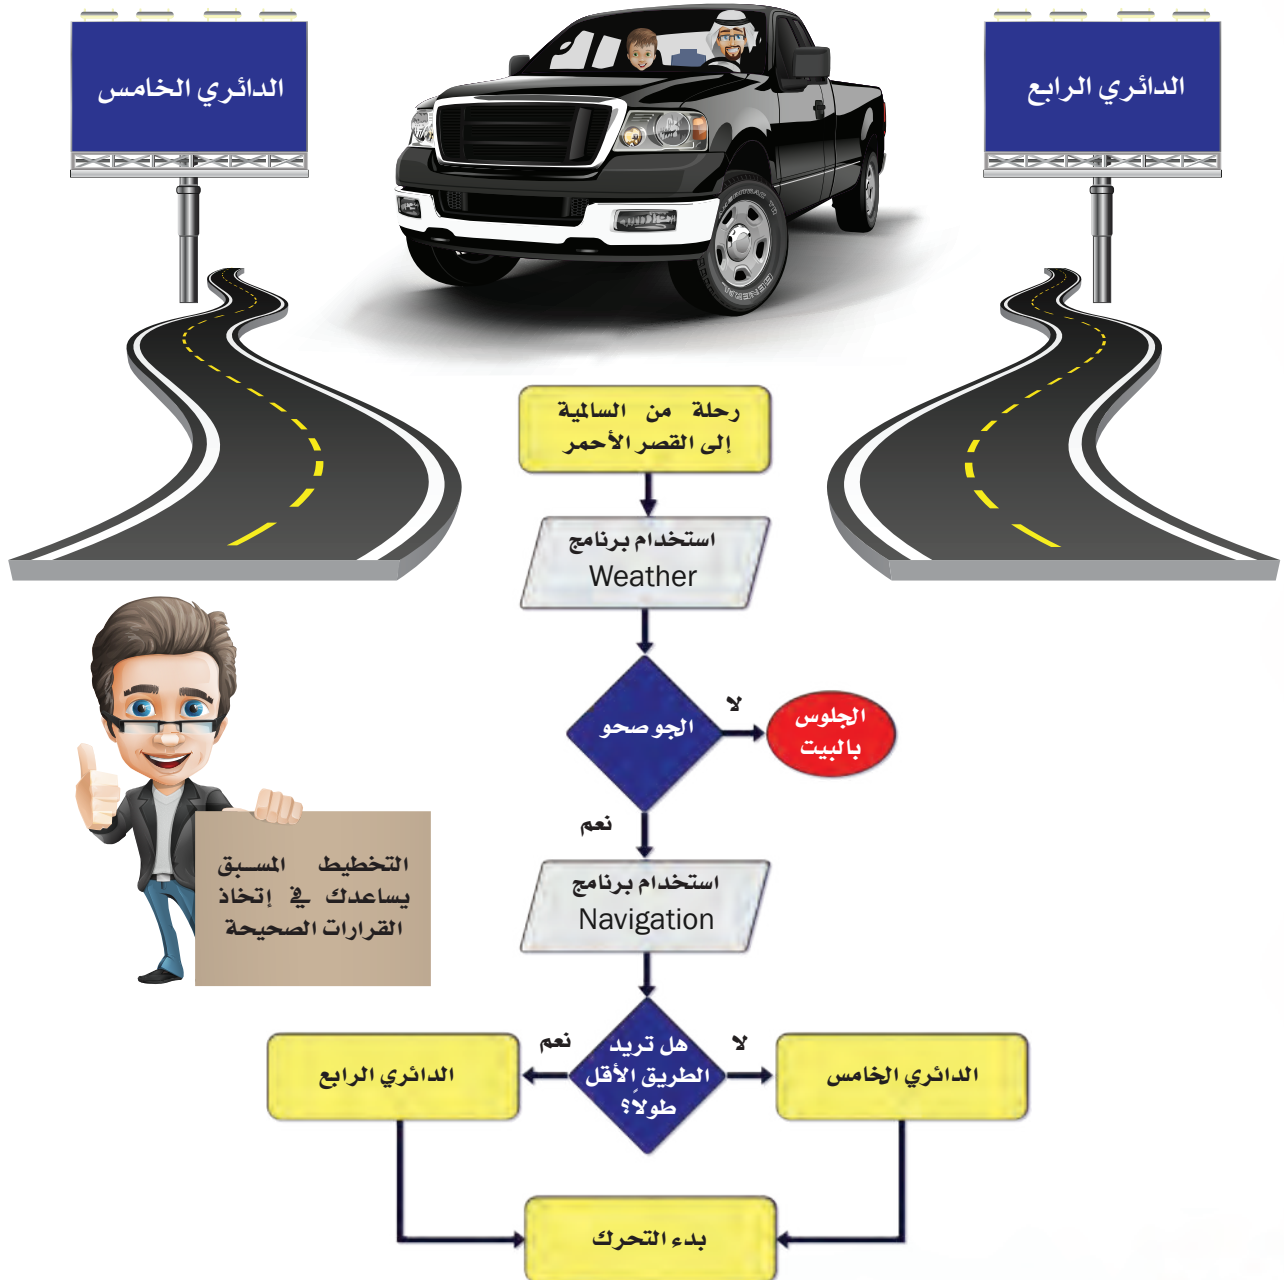 الدائري الرابع
الدائري الخامس
رحلة من السالمية
إلى القصر الأحمر
استخدام برنامج
Weather
الجو صحو
لا
الجلوس
بالبيت
نعم
استخدام برنامج
Navigation
التخطيط المسبق
يساعدك في إتخاذ
القرارات الصحيحة
هل تريد
الطريق الأقل
طولاً؟
لا
الدائري الخامس
نعم
الدائري الرابع
بدء التحرك